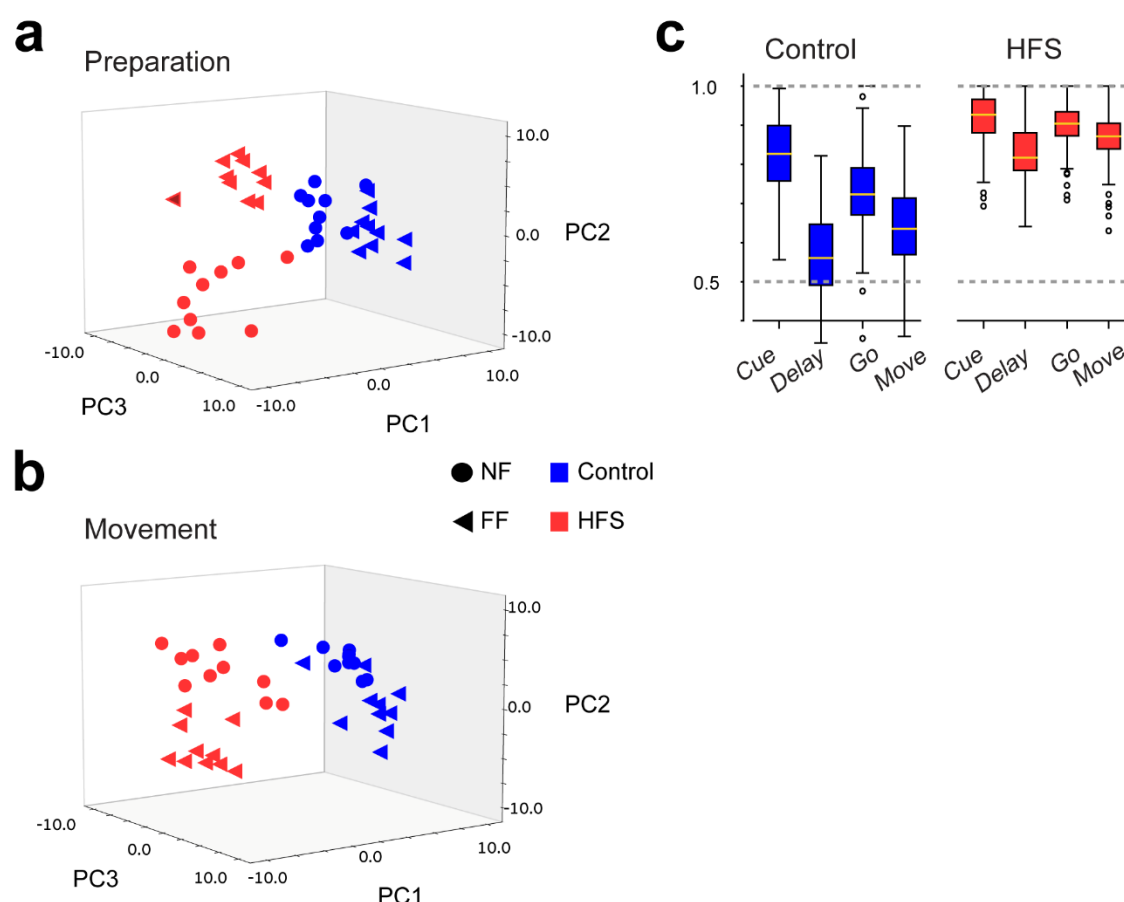 a
Preparation
10.0
0.0
PC2
-10.0
-10.0
0.0
10.0
PC3
-10.0
0.0
10.0
PC1
b
NF
Control
FF
HFS
Movement
10.0
0.0
PC2
-10.0
-10.0
0.0
10.0
PC3
-10.0
0.0
10.0
PC1
c
Control
HFS
1.0
0.5
Cue
Delay
Go
Move
Cue
Delay
Go
Move